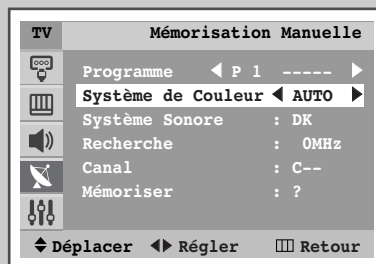 TV Mémorisation Manuelle
Programme ◀ P 1 ----- ▶
Système de Couleur ◀ AUTO ▶
Système Sonore : DK
Recherche : 0MHz
Canal : C--
Mémoriser : ?
Déplacer Régler Retour